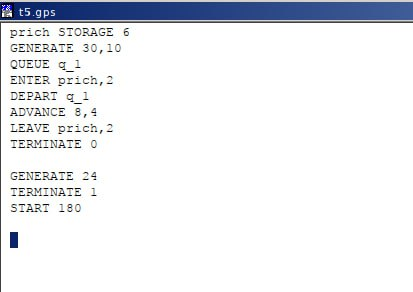 t5.gps
prich STORAGE 6
GENERATE 30,10
QUEUE q_1
ENTER prich,2
DEPART q_1
ADVANCE 8,4
LEAVE prich,2
TERMINATE 0
GENERATE 24
TERMINATE 1
START 180